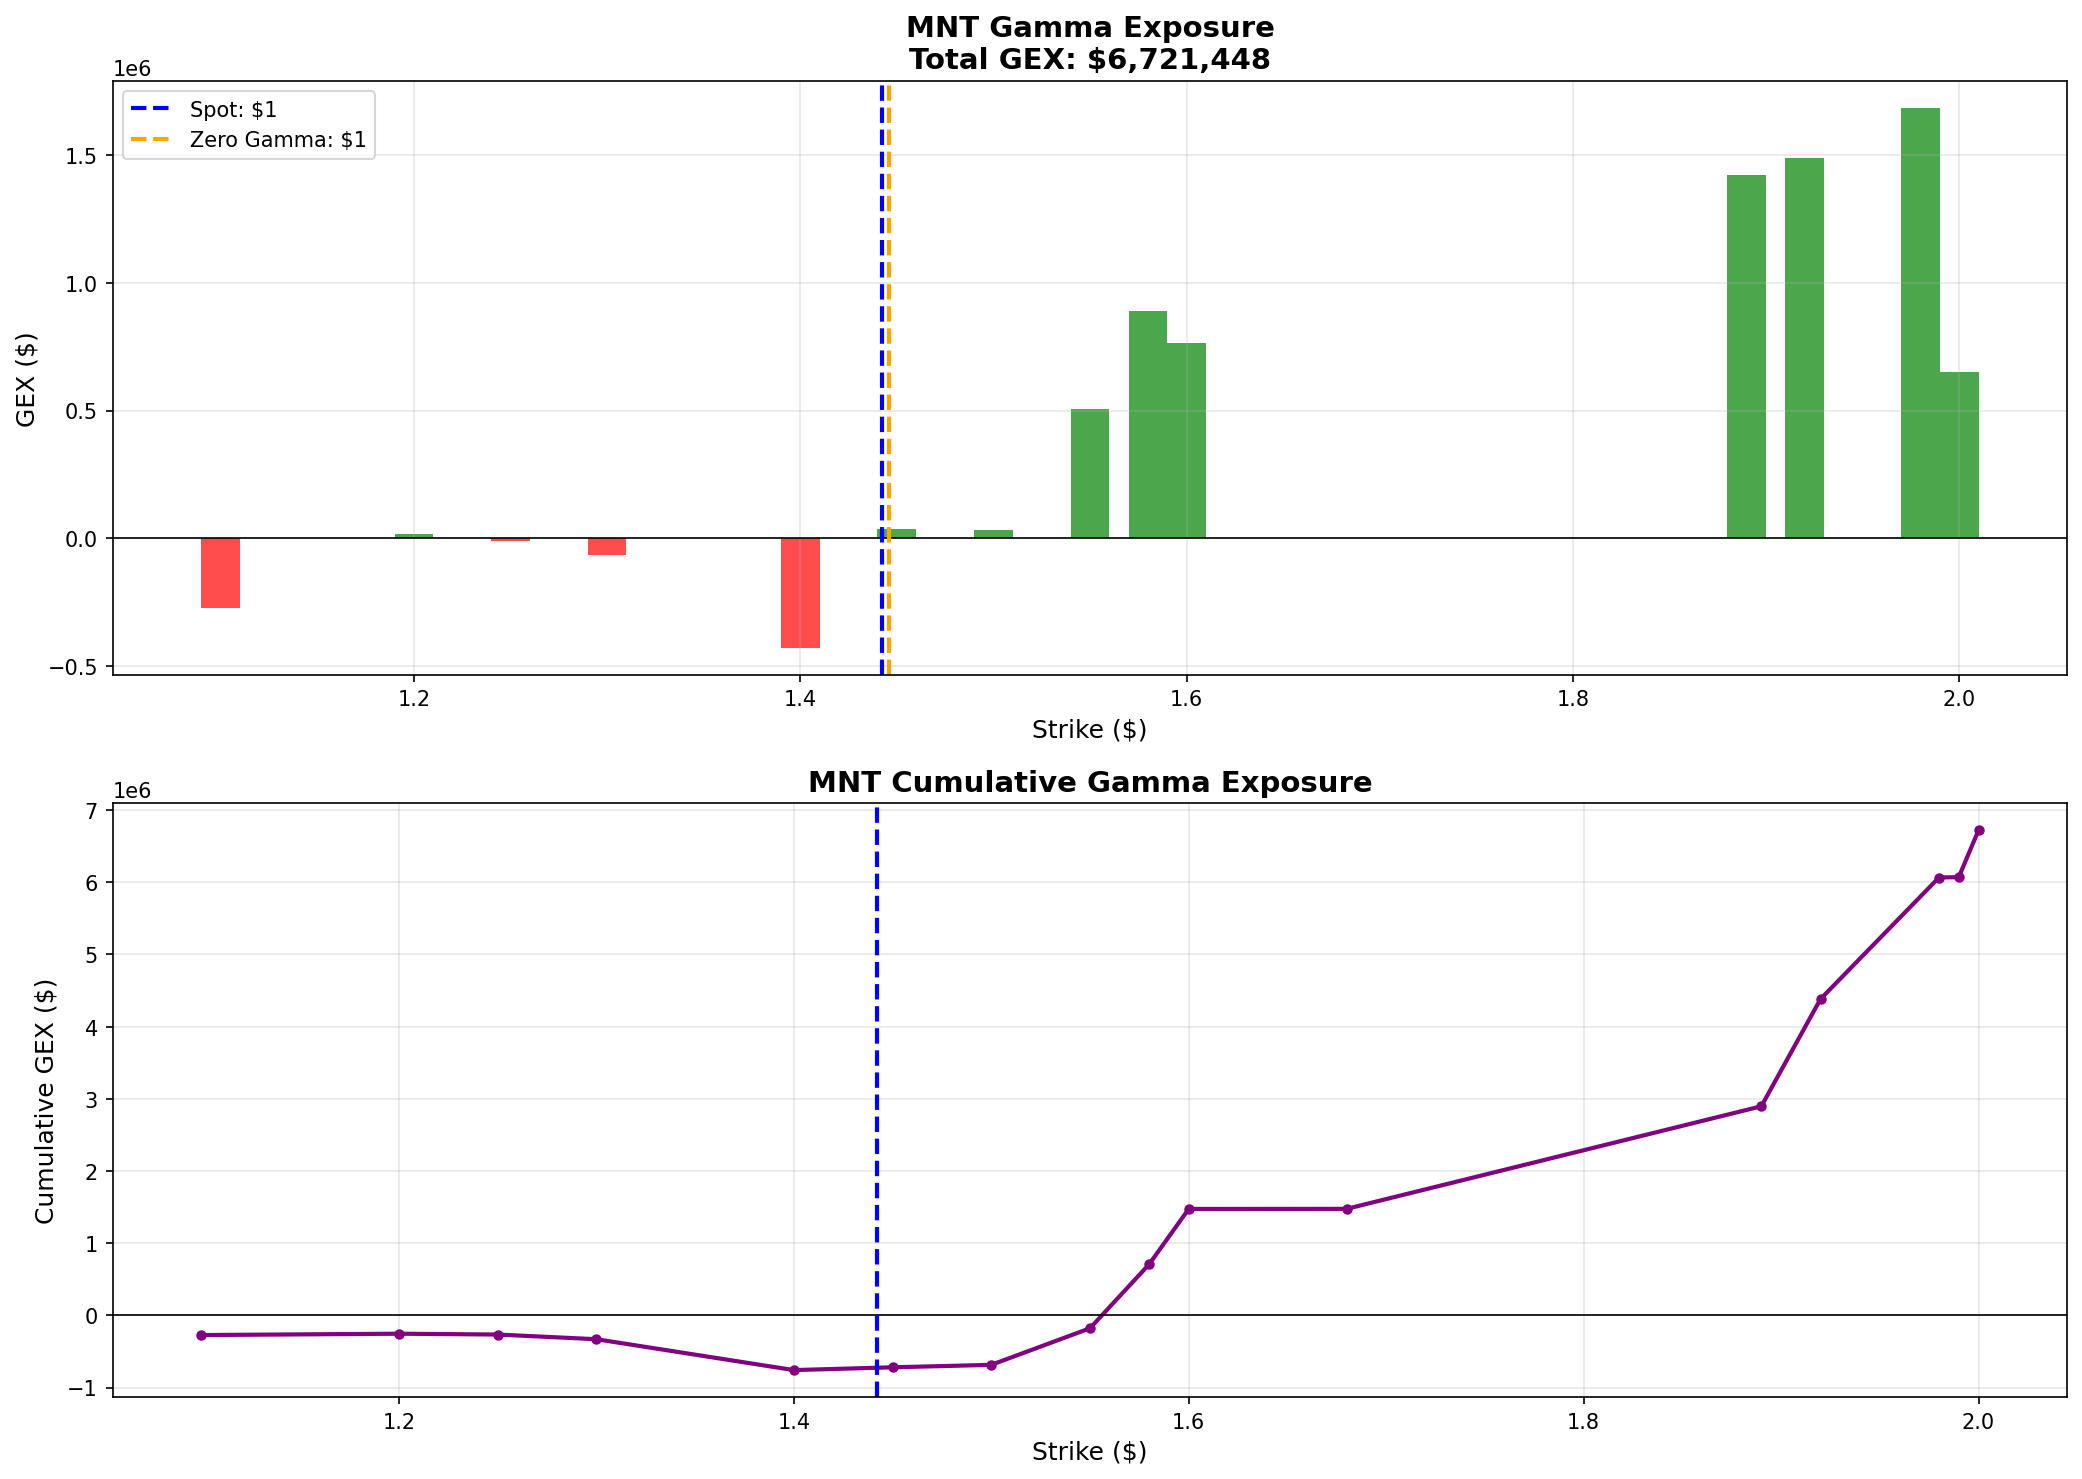 MNT Gamma Exposure
Total GEX: $6,721,448
1e6
Spot: $1
Zero Gamma: $1
1.5
1.0
0.5
0.0
−0.5
GEX ($)
1.2 1.4 1.6 1.8 2.0
Strike ($)
MNT Cumulative Gamma Exposure
1e6
7
6
5
4
3
2
1
0
−1
Cumulative GEX ($)
1.2 1.4 1.6 1.8 2.0
Strike ($)